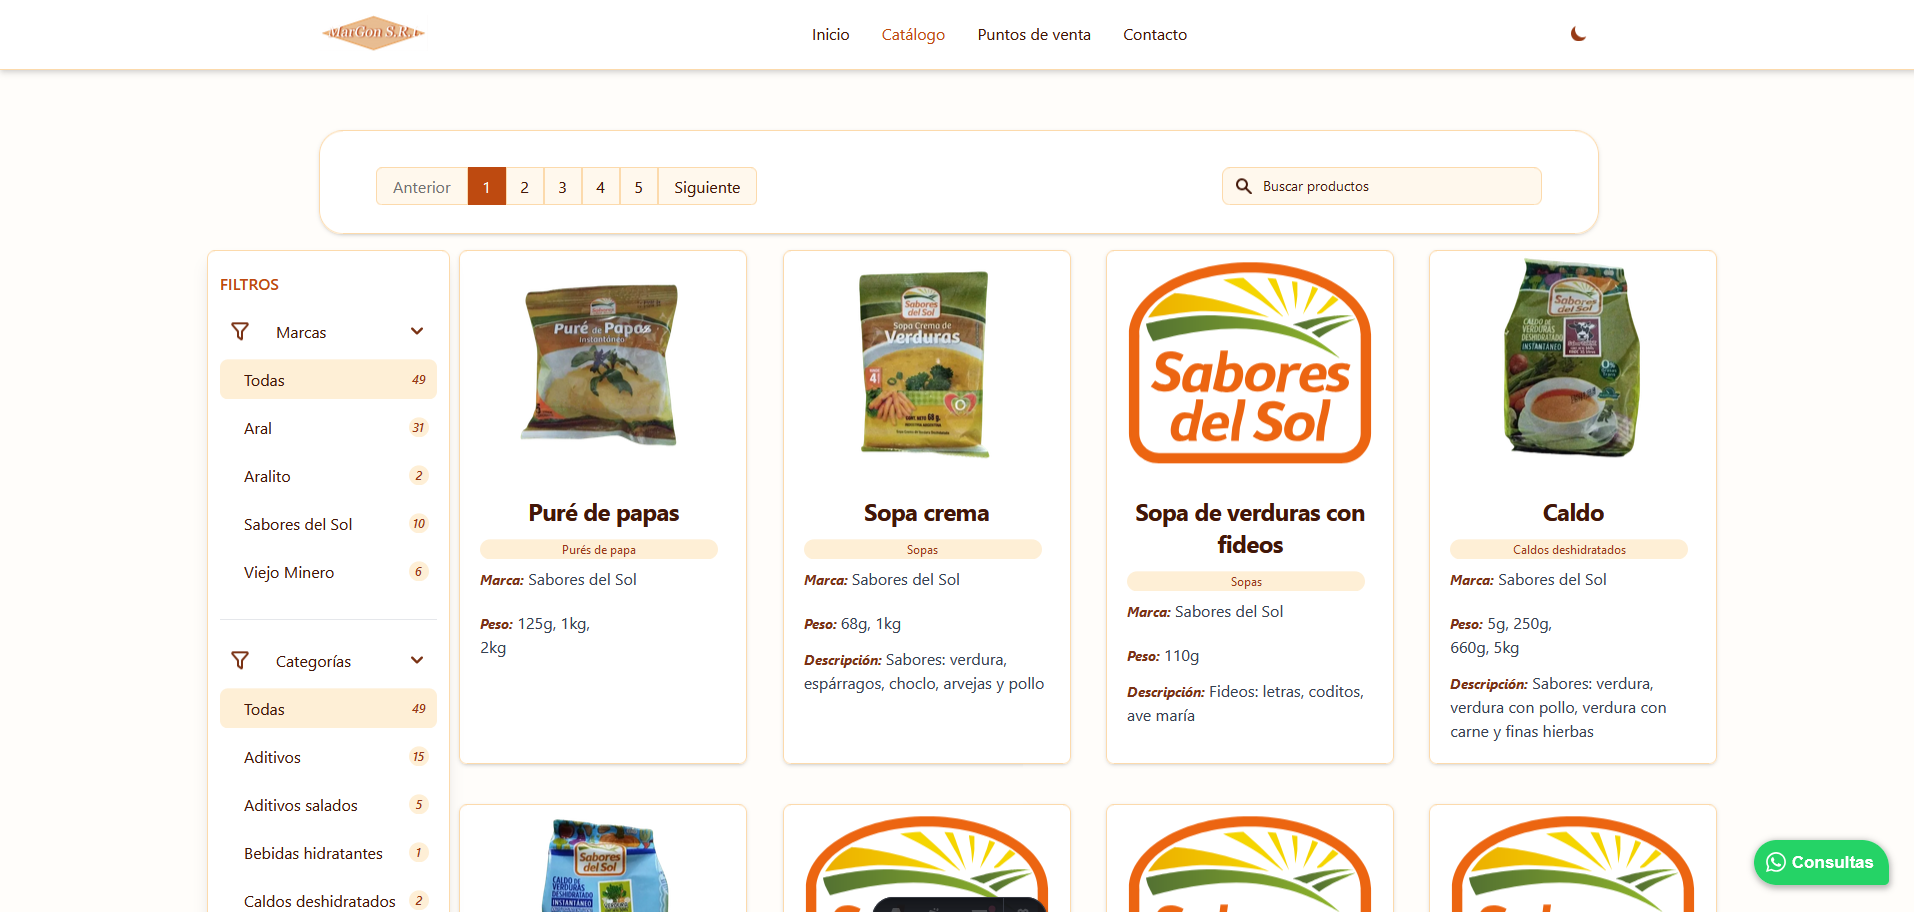 MarGon S.R.L
Inicio
Catálogo
Puntos de venta
Contacto
Anterior
1
2
3
4
5
Siguiente
Buscar productos
FILTROS
Marcas
Todas 49
Aral 31
Aralito 2
Sabores del Sol 10
Viejo Minero 6
Categorías
Todas 49
Aditivos 15
Aditivos salados 5
Bebidas hidratantes 1
Caldos deshidratados 2
Puré de Papas
Instantáneo
Puré de papas
Purés de papa
Marca: Sabores del Sol
Peso: 125g, 1kg,
2kg
Sabores
del Sol
Sopa Crema de
Verduras
4
CONT. NETO 68 g.
Sopa crema
Sopas
Marca: Sabores del Sol
Peso: 68g, 1kg
Descripción: Sabores: verdura,
espárragos, choclo, arvejas y pollo
Sabores
del Sol
Sopa de verduras con
fideos
Sopas
Marca: Sabores del Sol
Peso: 110g
Descripción: Fideos: letras, coditos,
ave maría
Sabores
del Sol
CALDO DE
VERDURAS
DESHIDRATADO
INSTANTÁNEO
0%
Caldo
Caldos deshidratados
Marca: Sabores del Sol
Peso: 5g, 250g,
660g, 5kg
Descripción: Sabores: verdura,
verdura con pollo, verdura con
carne y finas hierbas
Sabores
del Sol
CALDO DE
VERDURAS
DESHIDRATADO
INSTANTÁNEO
Consultas